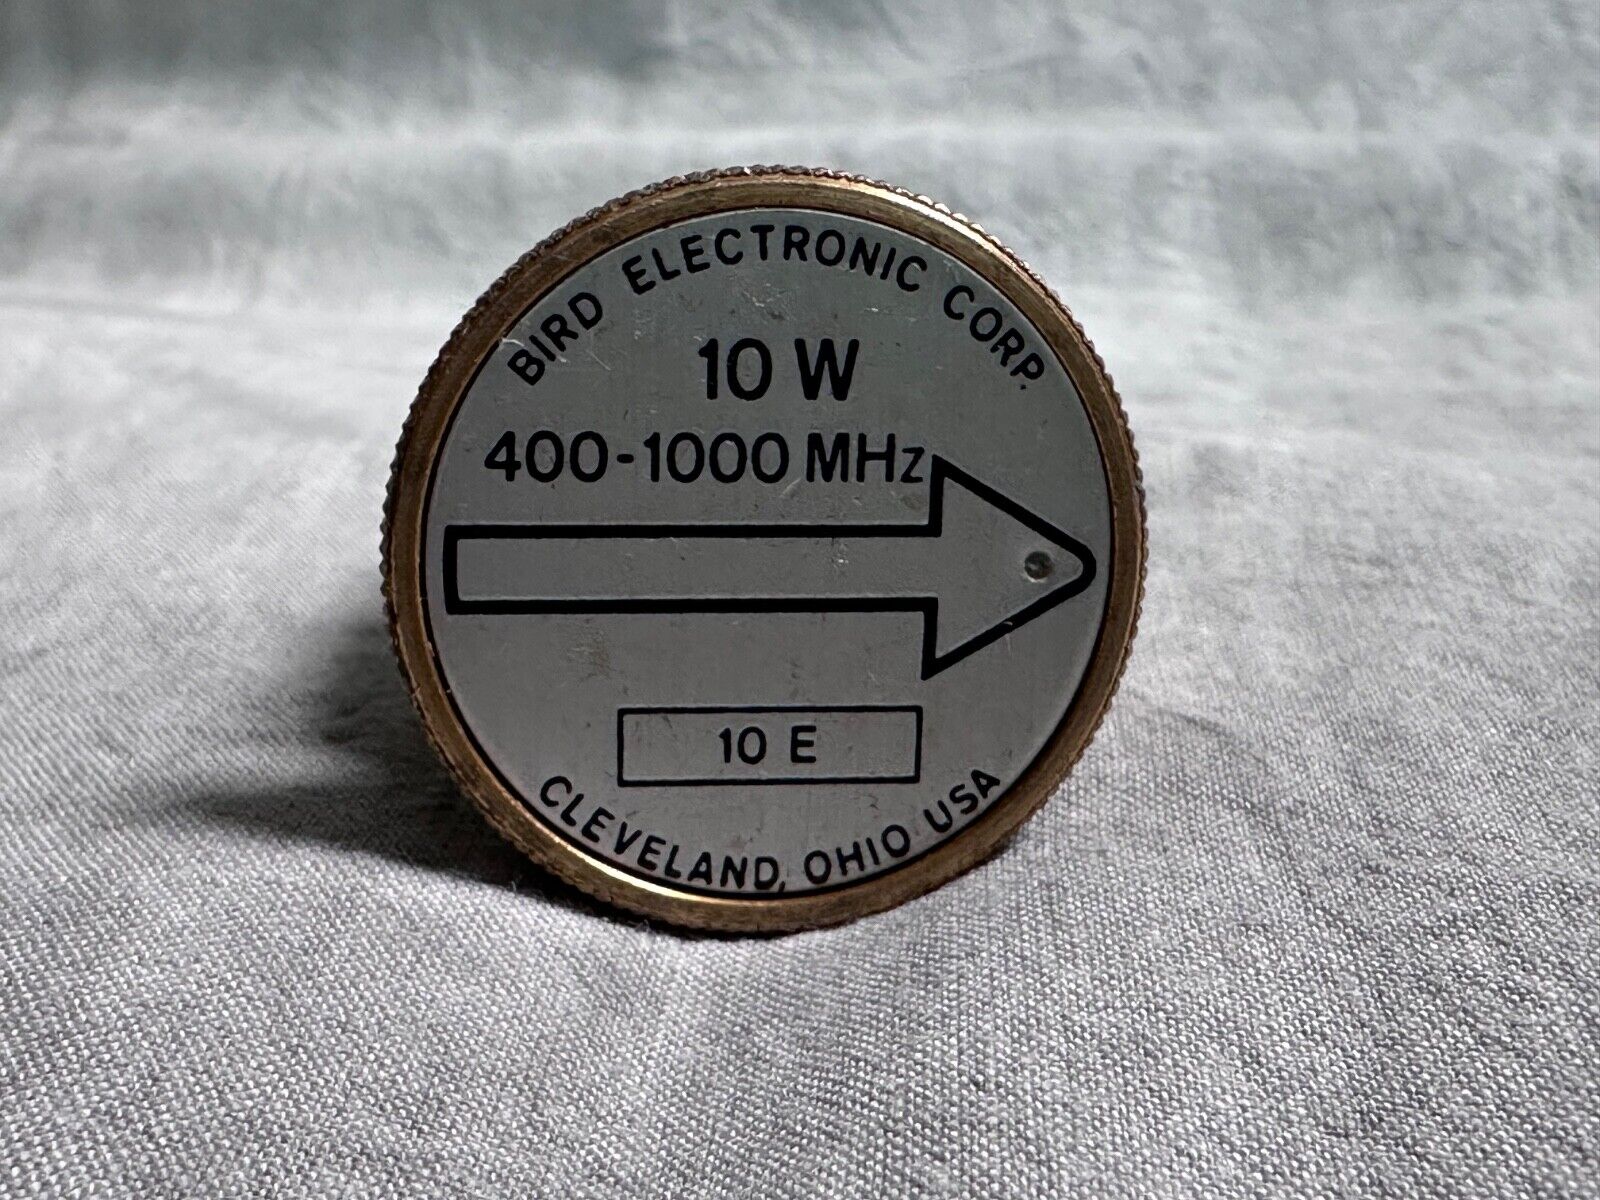 BIRD ELECTRONIC CORP.
10 W
400-1000 MHz
10 E
CLEVELAND, OHIO USA